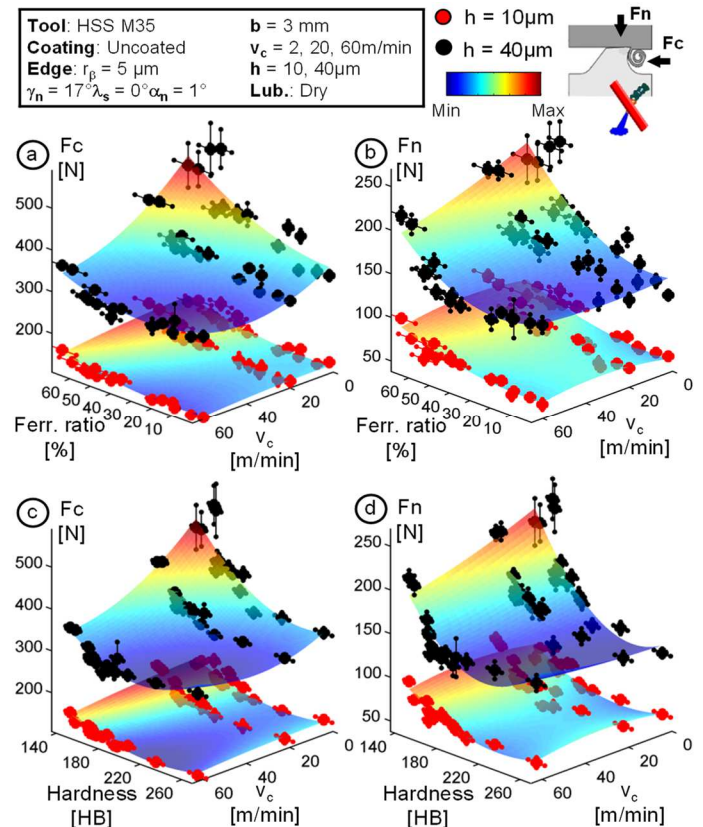 Tool: HSS M35
Coating: Uncoated
Edge: rβ = 5 µm
γn = 17°λs = 0°αn = 1°
b = 3 mm
vc = 2, 20, 60m/min
h = 10, 40µm
Lub.: Dry
h = 10µm
h = 40µm
Min Max
Fn
Fc
a
Fc
[N]
500
400
300
200
60 50 40 30 20 10
Ferr. ratio
[%]
60 40 20 0
vc
[m/min]
b
Fn
[N]
250
200
150
100
50
60 50 40 30 20 10
Ferr. ratio
[%]
60 40 20 0
vc
[m/min]
c
Fc
[N]
500
400
300
200
140 180 220 260
Hardness
[HB]
60 40 20 0
vc
[m/min]
d
Fn
[N]
250
200
150
100
50
140 180 220 260
Hardness
[HB]
60 40 20 0
vc
[m/min]